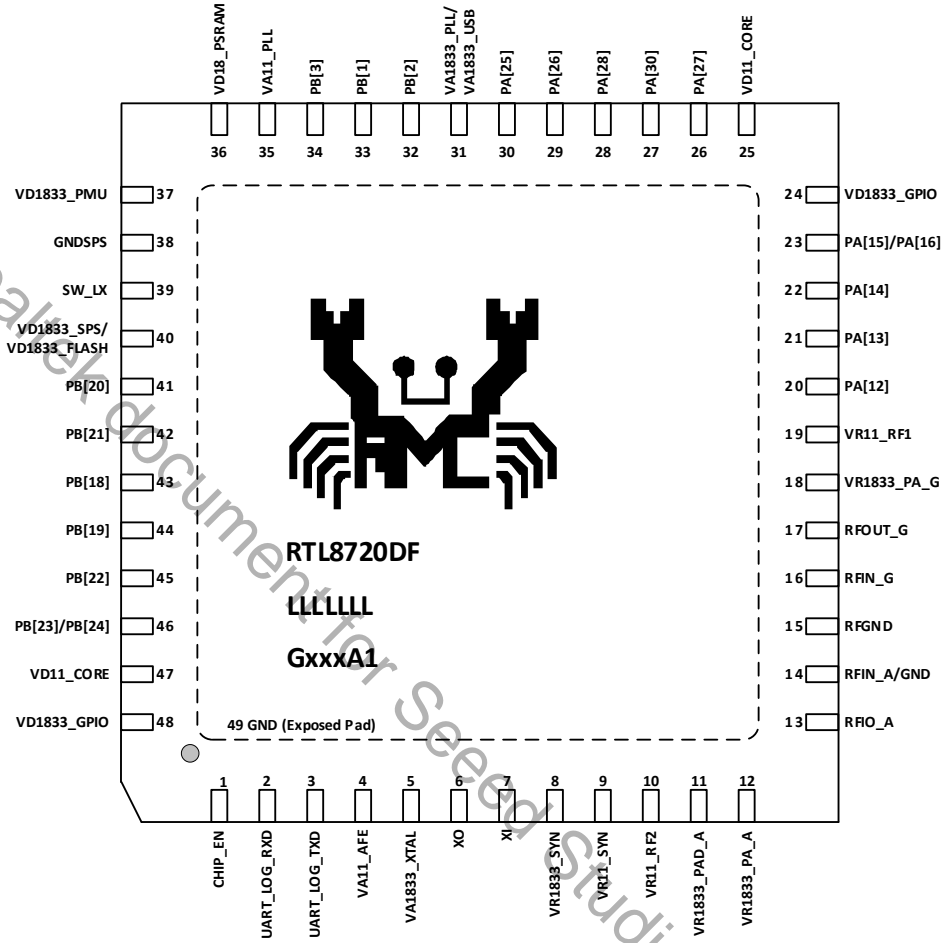 VD18_PSRAM
VA11_PLL
PB[3]
PB[1]
PB[2]
VA1833_PLL/
VA1833_USB
PA[25]
PA[26]
PA[28]
PA[30]
PA[27]
VD11_CORE
36 35 34 33 32 31 30 29 28 27 26 25
VD1833_PMU 37
GNDSPS 38
SW_LX 39
VD1833_SPS/
VD1833_FLASH 40
PB[20] 41
PB[21] 42
PB[18] 43
PB[19] 44
PB[22] 45
PB[23]/PB[24] 46
VD11_CORE 47
VD1833_GPIO 48
24 VD1833_GPIO
23 PA[15]/PA[16]
22 PA[14]
21 PA[13]
20 PA[12]
19 VR11_RF1
18 VR1833_PA_G
17 RFOUT_G
16 RFIN_G
15 RFGND
14 RFIN_A/GND
13 RFIO_A
AMC
RTL8720DF
LLLLLLL
GxxxA1
49 GND (Exposed Pad)
1 2 3 4 5 6 7 8 9 10 11 12
CHIP_EN
UART_LOG_RXD
UART_LOG_TXD
VA11_AFE
VA1833_XTAL
XO
XI
VR1833_SYN
VR11_SYN
VR11_RF2
VR1833_PAD_A
VR1833_PA_A
document for Seeed